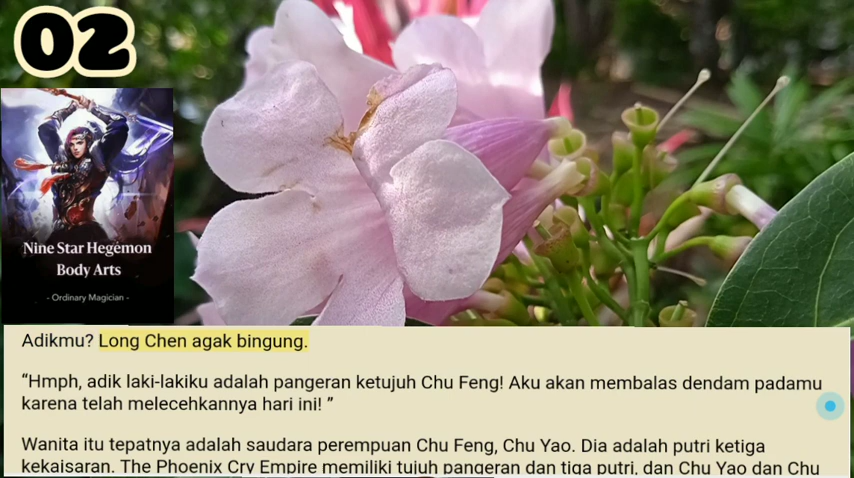 02
Nine Star Hegemon
Body Arts
- Ordinary Magician -
Adikmu? Long Chen agak bingung.
“Hmph, adik laki-lakiku adalah pangeran ketujuh Chu Feng! Aku akan membalas dendam padamu
karena telah melecehkannya hari ini! ”
Wanita itu tepatnya adalah saudara perempuan Chu Feng, Chu Yao. Dia adalah putri ketiga
kekaisaran. The Phoenix Cry Empire memiliki tujuh pangeran dan tiga putri, dan Chu Yao dan Chu